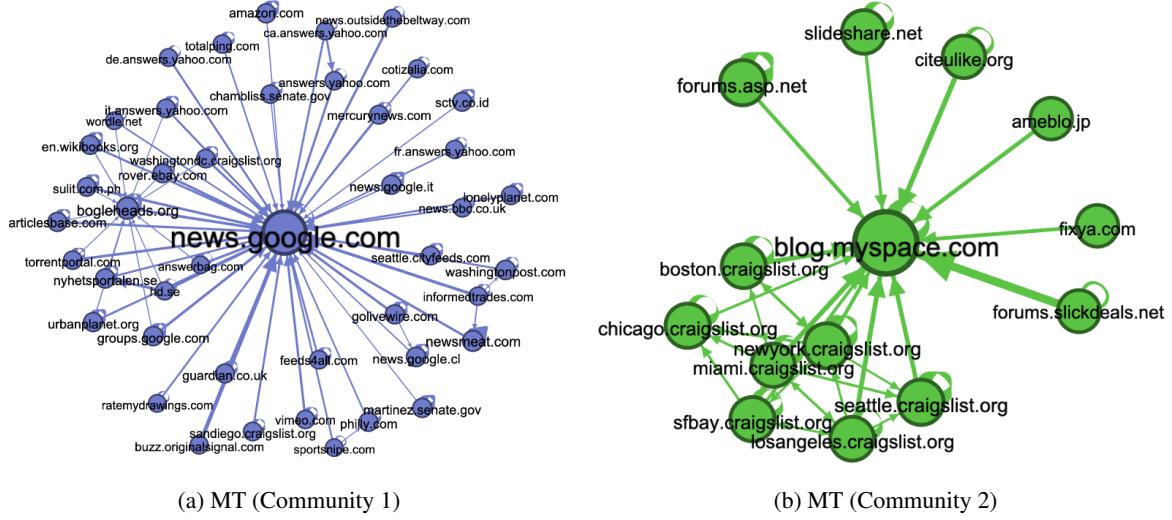 amazon.com
news.outsidethebeltway.com
ca.answers.yahoo.com
totalping.com
de.answers.yahoo.com
cotizalia.com
answers.yahoo.com
chambliss.senate.gov
sctv.co.id
it.answers.yahoo.com
mercurynews.com
wordle.net
en.wikibooks.org
fr.answers.yahoo.com
washingtondc.craigslist.org
rover.ebay.com
sulit.com.ph
news.google.it
lonelyplanet.com
bogleheads.org
news.bbc.co.uk
articlesbase.com
news.google.com
torrentportal.com
answerbag.com
seattle.cityfeeds.com
washingtonpost.com
nyhetsportalen.se
hd.se
informedtrades.com
golivewire.com
urbanplanet.org
groups.google.com
newsmeat.com
feeds4all.com
news.google.cl
guardian.co.uk
ratemydrawings.com
martinez.senate.gov
vimeo.com
philly.com
sandiego.craigslist.org
buzz.originalsignal.com
sportsnipe.com
(a) MT (Community 1)
slideshare.net
citeulike.org
forums.asp.net
ameblo.jp
fixya.com
blog.myspace.com
boston.craigslist.org
forums.slickdeals.net
chicago.craigslist.org
newyork.craigslist.org
miami.craigslist.org
seattle.craigslist.org
sfbay.craigslist.org
losangeles.craigslist.org
(b) MT (Community 2)